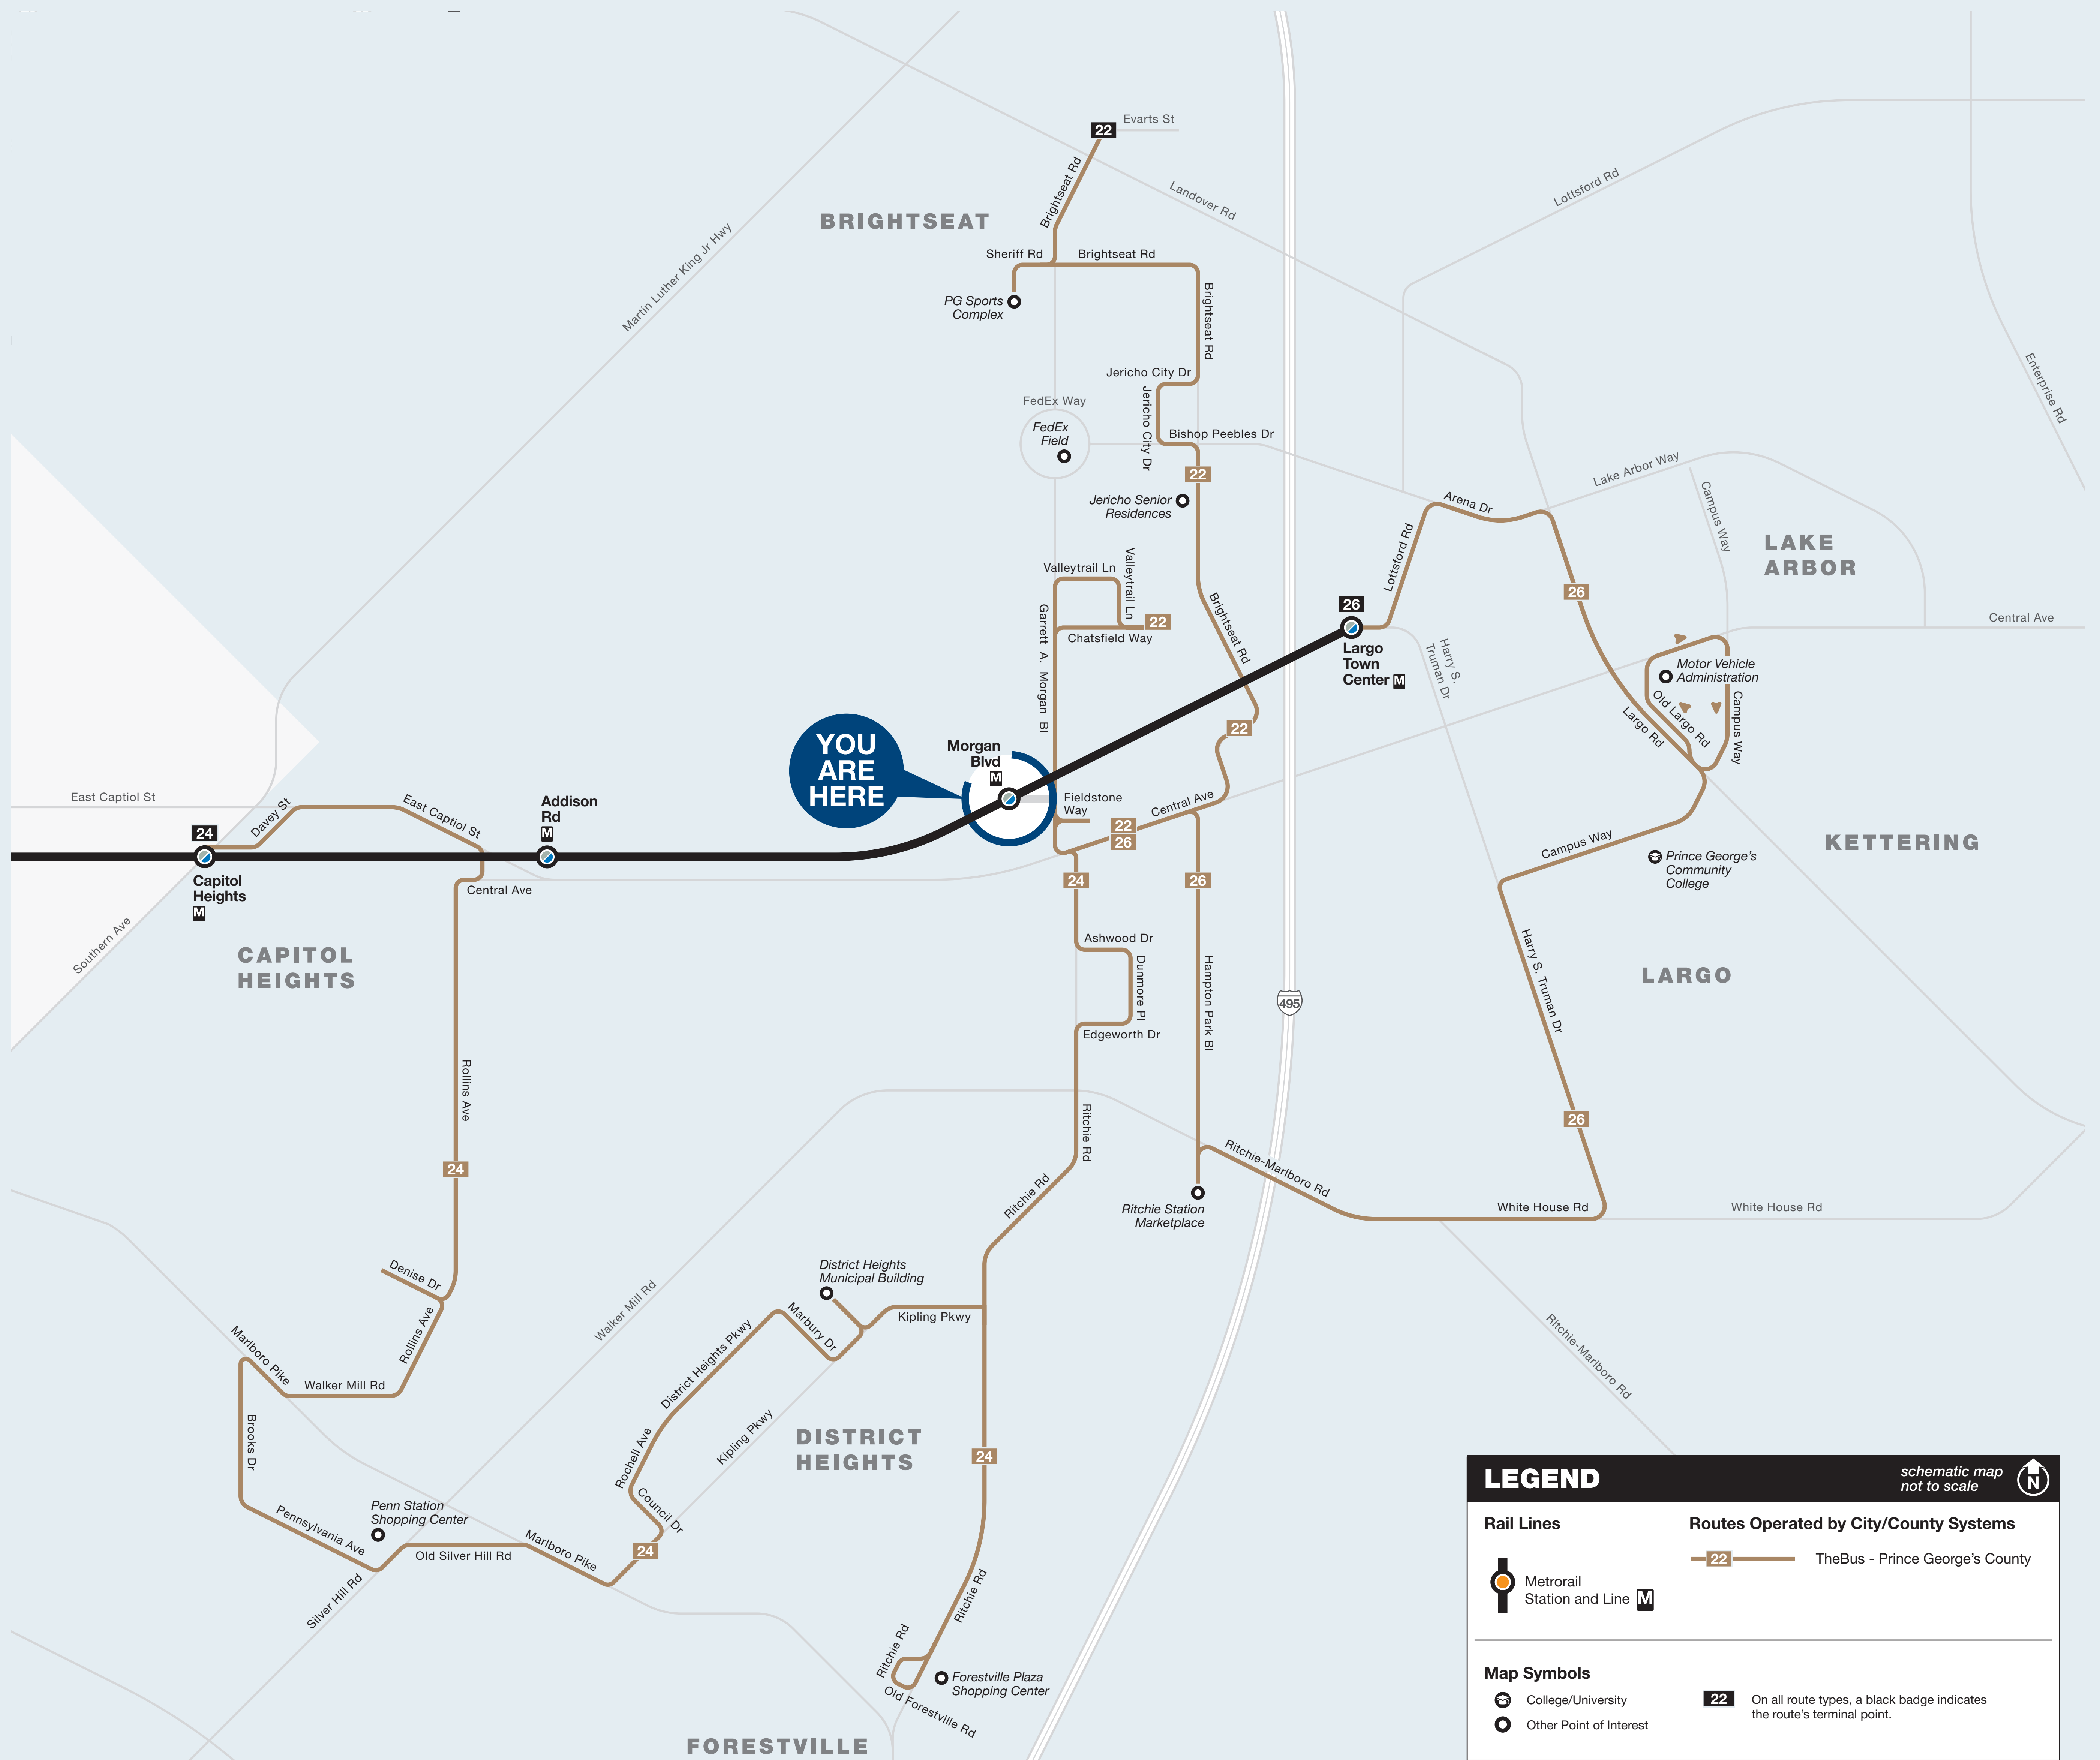 22
Evarts St
Brightseat Rd
Landover Rd
Lottsford Rd
BRIGHTSEAT
Martin Luther King Jr Hwy
Sheriff Rd
Brightseat Rd
PG Sports
Complex
Brightseat Rd
Enterprise Rd
Jericho City Dr
Jericho City Dr
FedEx Way
FedEx
Field
Bishop Peebles Dr
22
Jericho Senior
Residences
Lake Arbor Way
Campus Way
Arena Dr
Lottsford Rd
LAKE
ARBOR
Valleytrail Ln
Valleytrail Ln
Garrett A. Morgan Bl
22
Chatsfield Way
Brightseat Rd
26
26
Largo
Town
Center M
Harry S.
Truman Dr
Central Ave
Motor Vehicle
Administration
Old Largo Rd
Largo Rd
Campus Way
22
YOU
ARE
HERE
Morgan
Blvd
M
Fieldstone
Way
Central Ave
22
26
East Captiol St
Davey St
East Captiol St
Addison
Rd
M
24
Capitol
Heights
M
Central Ave
24
26
Campus Way
Prince George's
Community
College
KETTERING
Southern Ave
CAPITOL
HEIGHTS
Ashwood Dr
Dunmore Pl
Edgeworth Dr
Hampton Park Bl
495
Harry S. Truman Dr
LARGO
Rollins Ave
Ritchie Rd
26
24
Ritchie-Marlboro Rd
Ritchie Rd
Ritchie Station
Marketplace
White House Rd
White House Rd
Denise Dr
Rollins Ave
Walker Mill Rd
District Heights
Municipal Building
Marbury Dr
Kipling Pkwy
District Heights Pkwy
Ritchie-Marlboro Rd
Marlboro Pike
Walker Mill Rd
Brooks Dr
Rochell Ave
Kipling Pkwy
DISTRICT
HEIGHTS
24
Council Dr
Penn Station
Shopping Center
Pennsylvania Ave
Old Silver Hill Rd
Marlboro Pike
24
Silver Hill Rd
Ritchie Rd
Ritchie Rd
Forestville Plaza
Shopping Center
Old Forestville Rd
FORESTVILLE
LEGEND
schematic map
not to scale
N
Rail Lines
Routes Operated by City/County Systems
22
TheBus - Prince George's County
Metrorail
Station and Line M
Map Symbols
College/University
Other Point of Interest
22
On all route types, a black badge indicates
the route's terminal point.